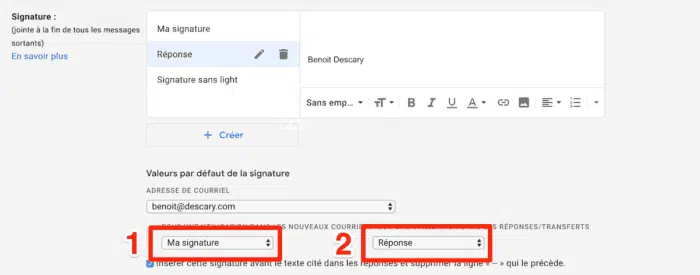 Signature :
(jointe à la fin de tous les messages
sortants)
En savoir plus
Ma signature
Réponse
Signature sans light
Benoit Descary
Sans emp...
B I U A
+ Créer
Valeurs par défaut de la signature
ADRESSE DE COURRIEL
benoit@descary.com
LES NOUVEAUX COURRIE
RÉPONSES/TRANSFERTS
1 Ma signature
2 Réponse
Insérer cette signature avant le texte cité dans les réponses et supprimer la ligne « -- » qui le précède.